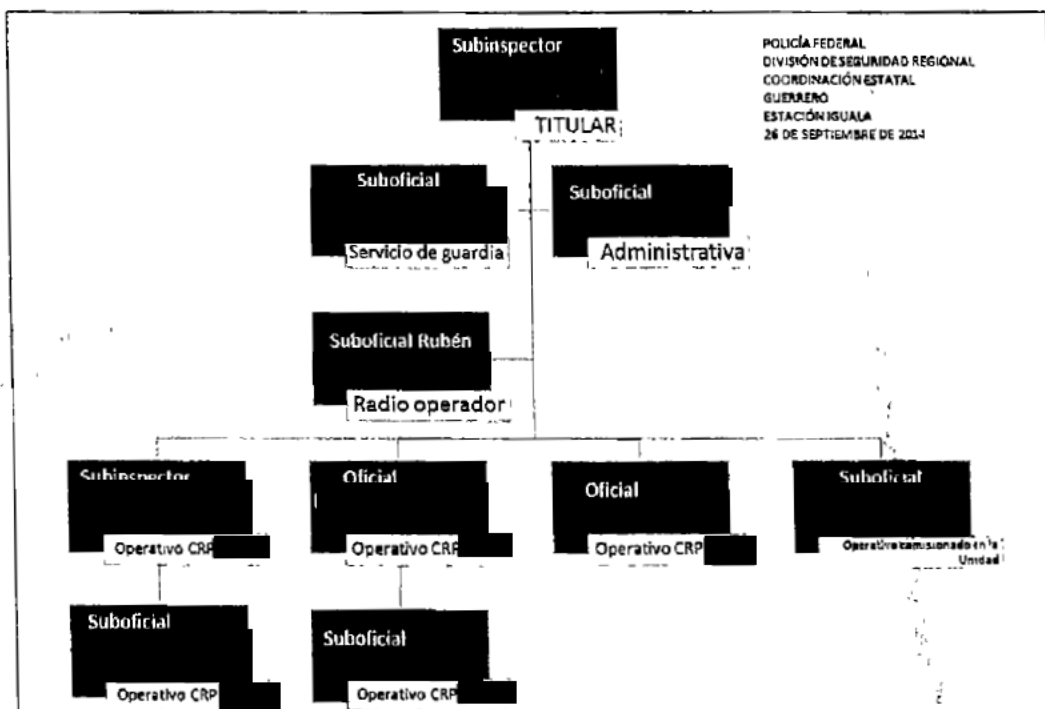 Subinspector
TITULAR
POLICÍA FEDERAL
DIVISIÓN DE SEGURIDAD REGIONAL
COORDINACIÓN ESTATAL
GUERRERO
ESTACIÓN IGUALA
26 DE SEPTIEMBRE DE 2014
Suboficial
Servicio de guardia
Suboficial
Administrativa
Suboficial Rubén
Radio operador
Subinspector
Operativo CRP
Oficial
Operativo CRP
Oficial
Operativo CRP
Suboficial
Operativo comisionado en la
Unidad
Suboficial
Operativo CRP
Suboficial
Operativo CRP